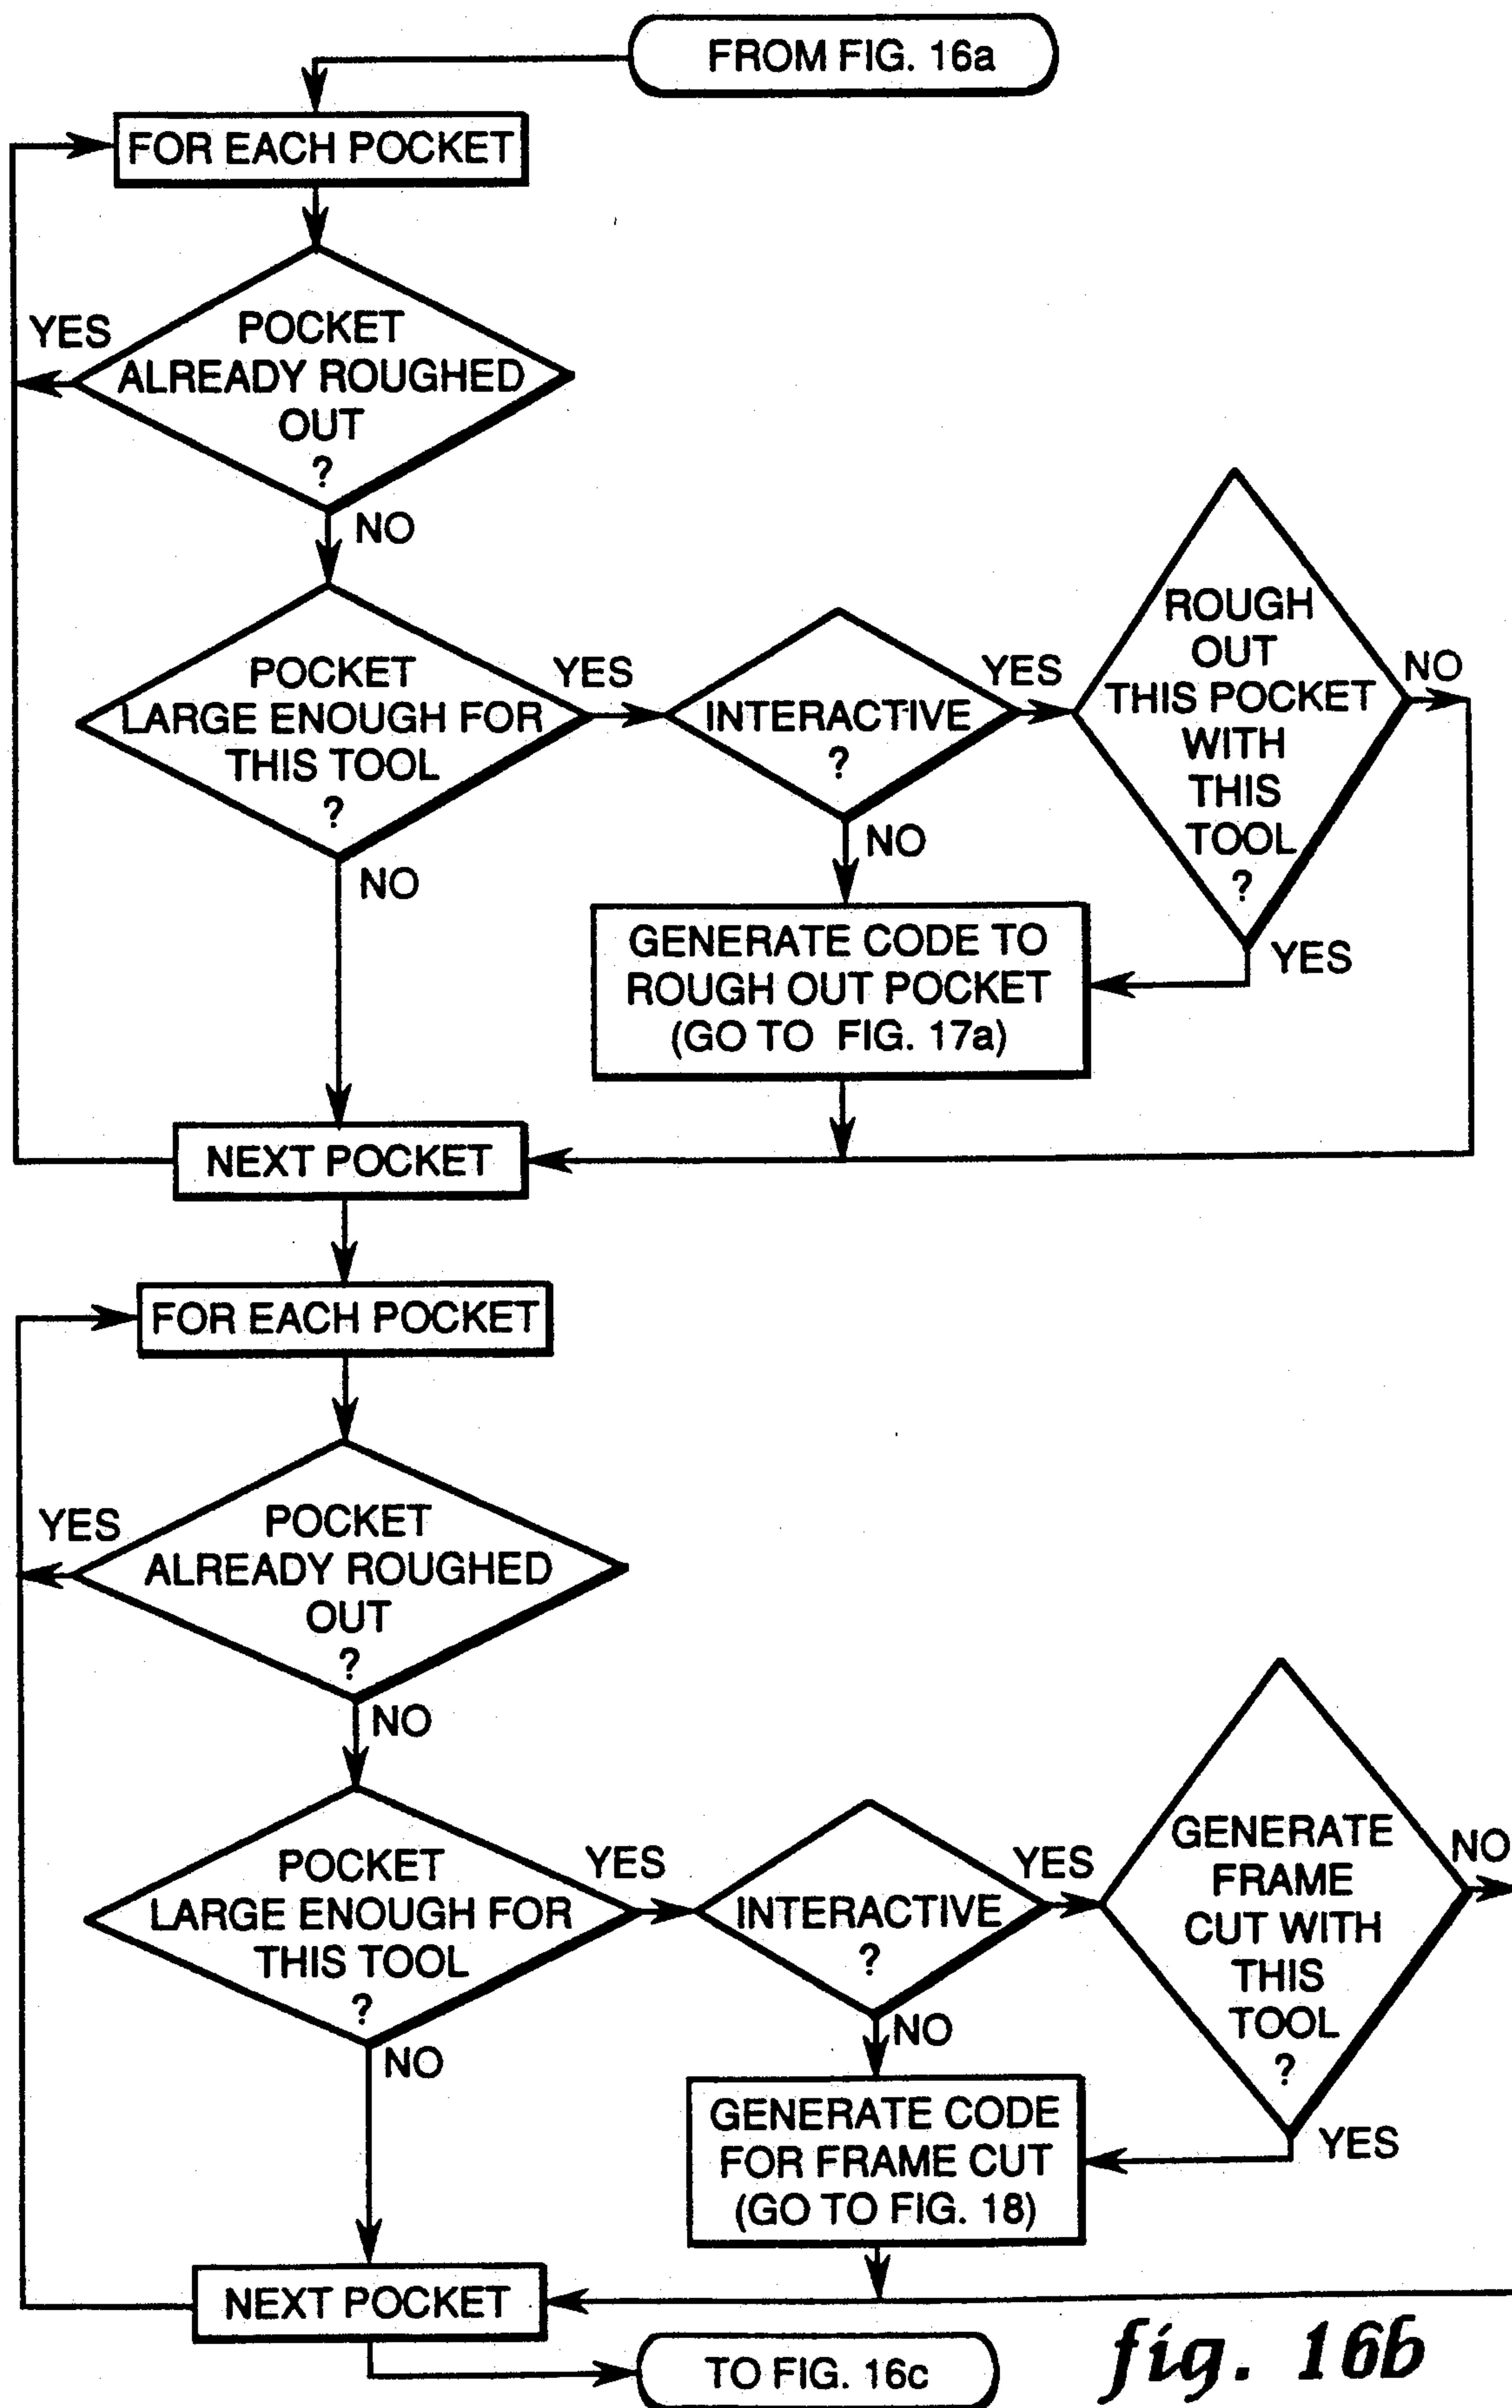 FROM FIG. 16a
FOR EACH POCKET
YES
POCKET
ALREADY ROUGHED
OUT
?
NO
POCKET
LARGE ENOUGH FOR
THIS TOOL
?
YES
INTERACTIVE
?
YES
ROUGH
OUT
THIS POCKET
WITH
THIS
TOOL
?
NO
NO
NO
YES
GENERATE CODE TO
ROUGH OUT POCKET
(GO TO FIG. 17a)
NEXT POCKET
FOR EACH POCKET
YES
POCKET
ALREADY ROUGHED
OUT
?
NO
POCKET
LARGE ENOUGH FOR
THIS TOOL
?
YES
INTERACTIVE
?
YES
GENERATE
FRAME
CUT WITH
THIS
TOOL
?
NO
NO
NO
YES
GENERATE CODE
FOR FRAME CUT
(GO TO FIG. 18)
NEXT POCKET
TO FIG. 16c
fig. 16b